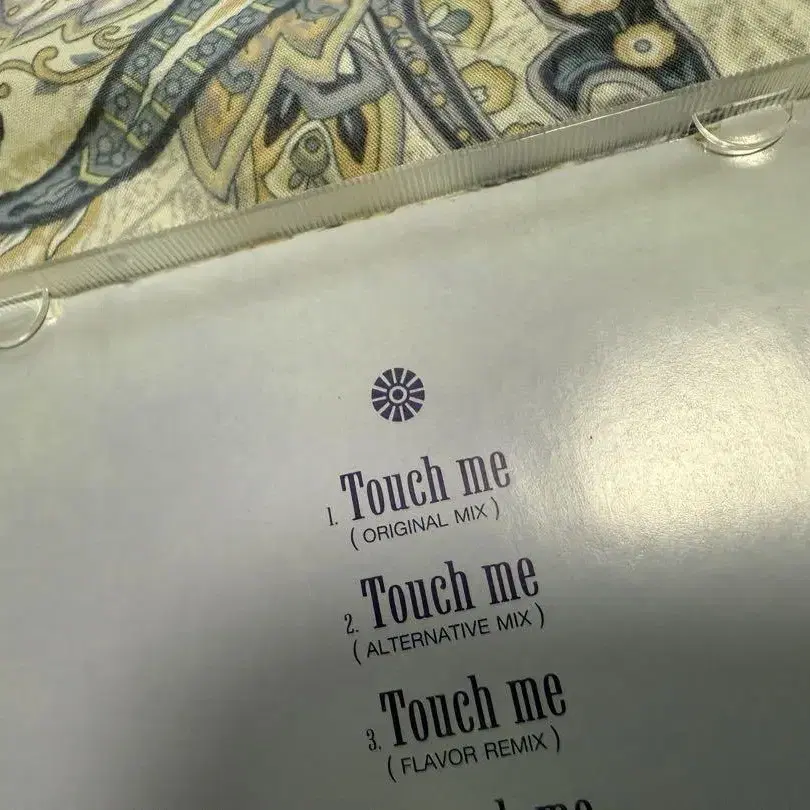 1. Touch me
( ORIGINAL MIX )
2. Touch me
( ALTERNATIVE MIX )
3. Touch me
( FLAVOR REMIX )